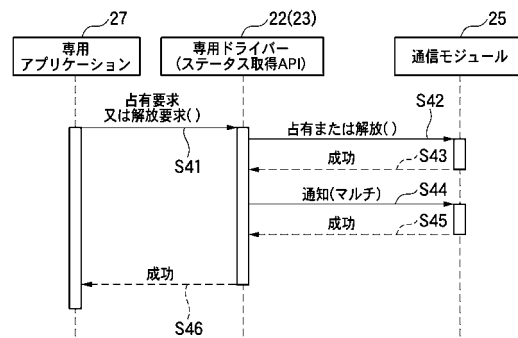 27
22(23)
25
専用
アプリケーション
専用ドライバー
(ステータス取得API)
通信モジュール
占有要求
又は解放要求( )
S41
S42
占有または解放( )
成功
S43
通知(マルチ)
S44
成功
S45
成功
S46